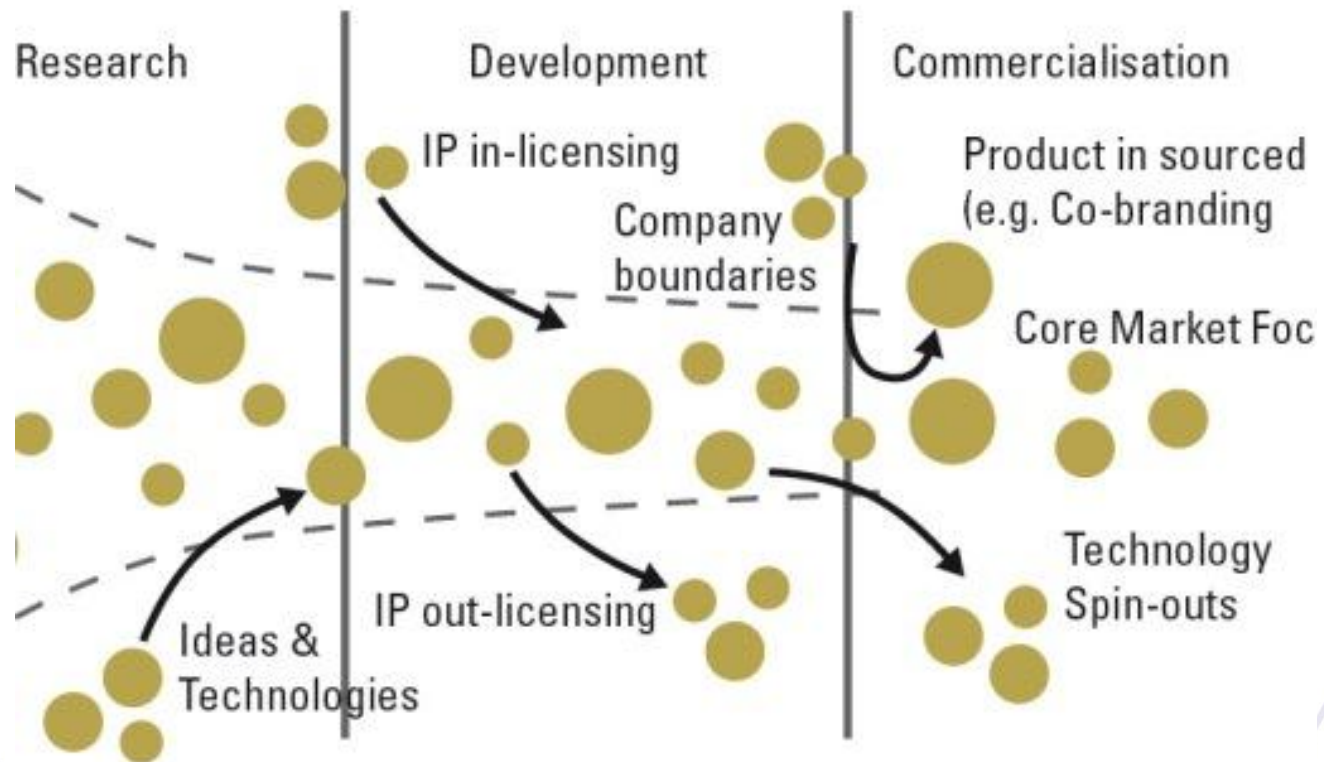 Research
Development
Commercialisation
IP in-licensing
Product in sourced
(e.g. Co-branding
Company
boundaries
Core Market Foc
Technology
Spin-outs
IP out-licensing
Ideas &
Technologies